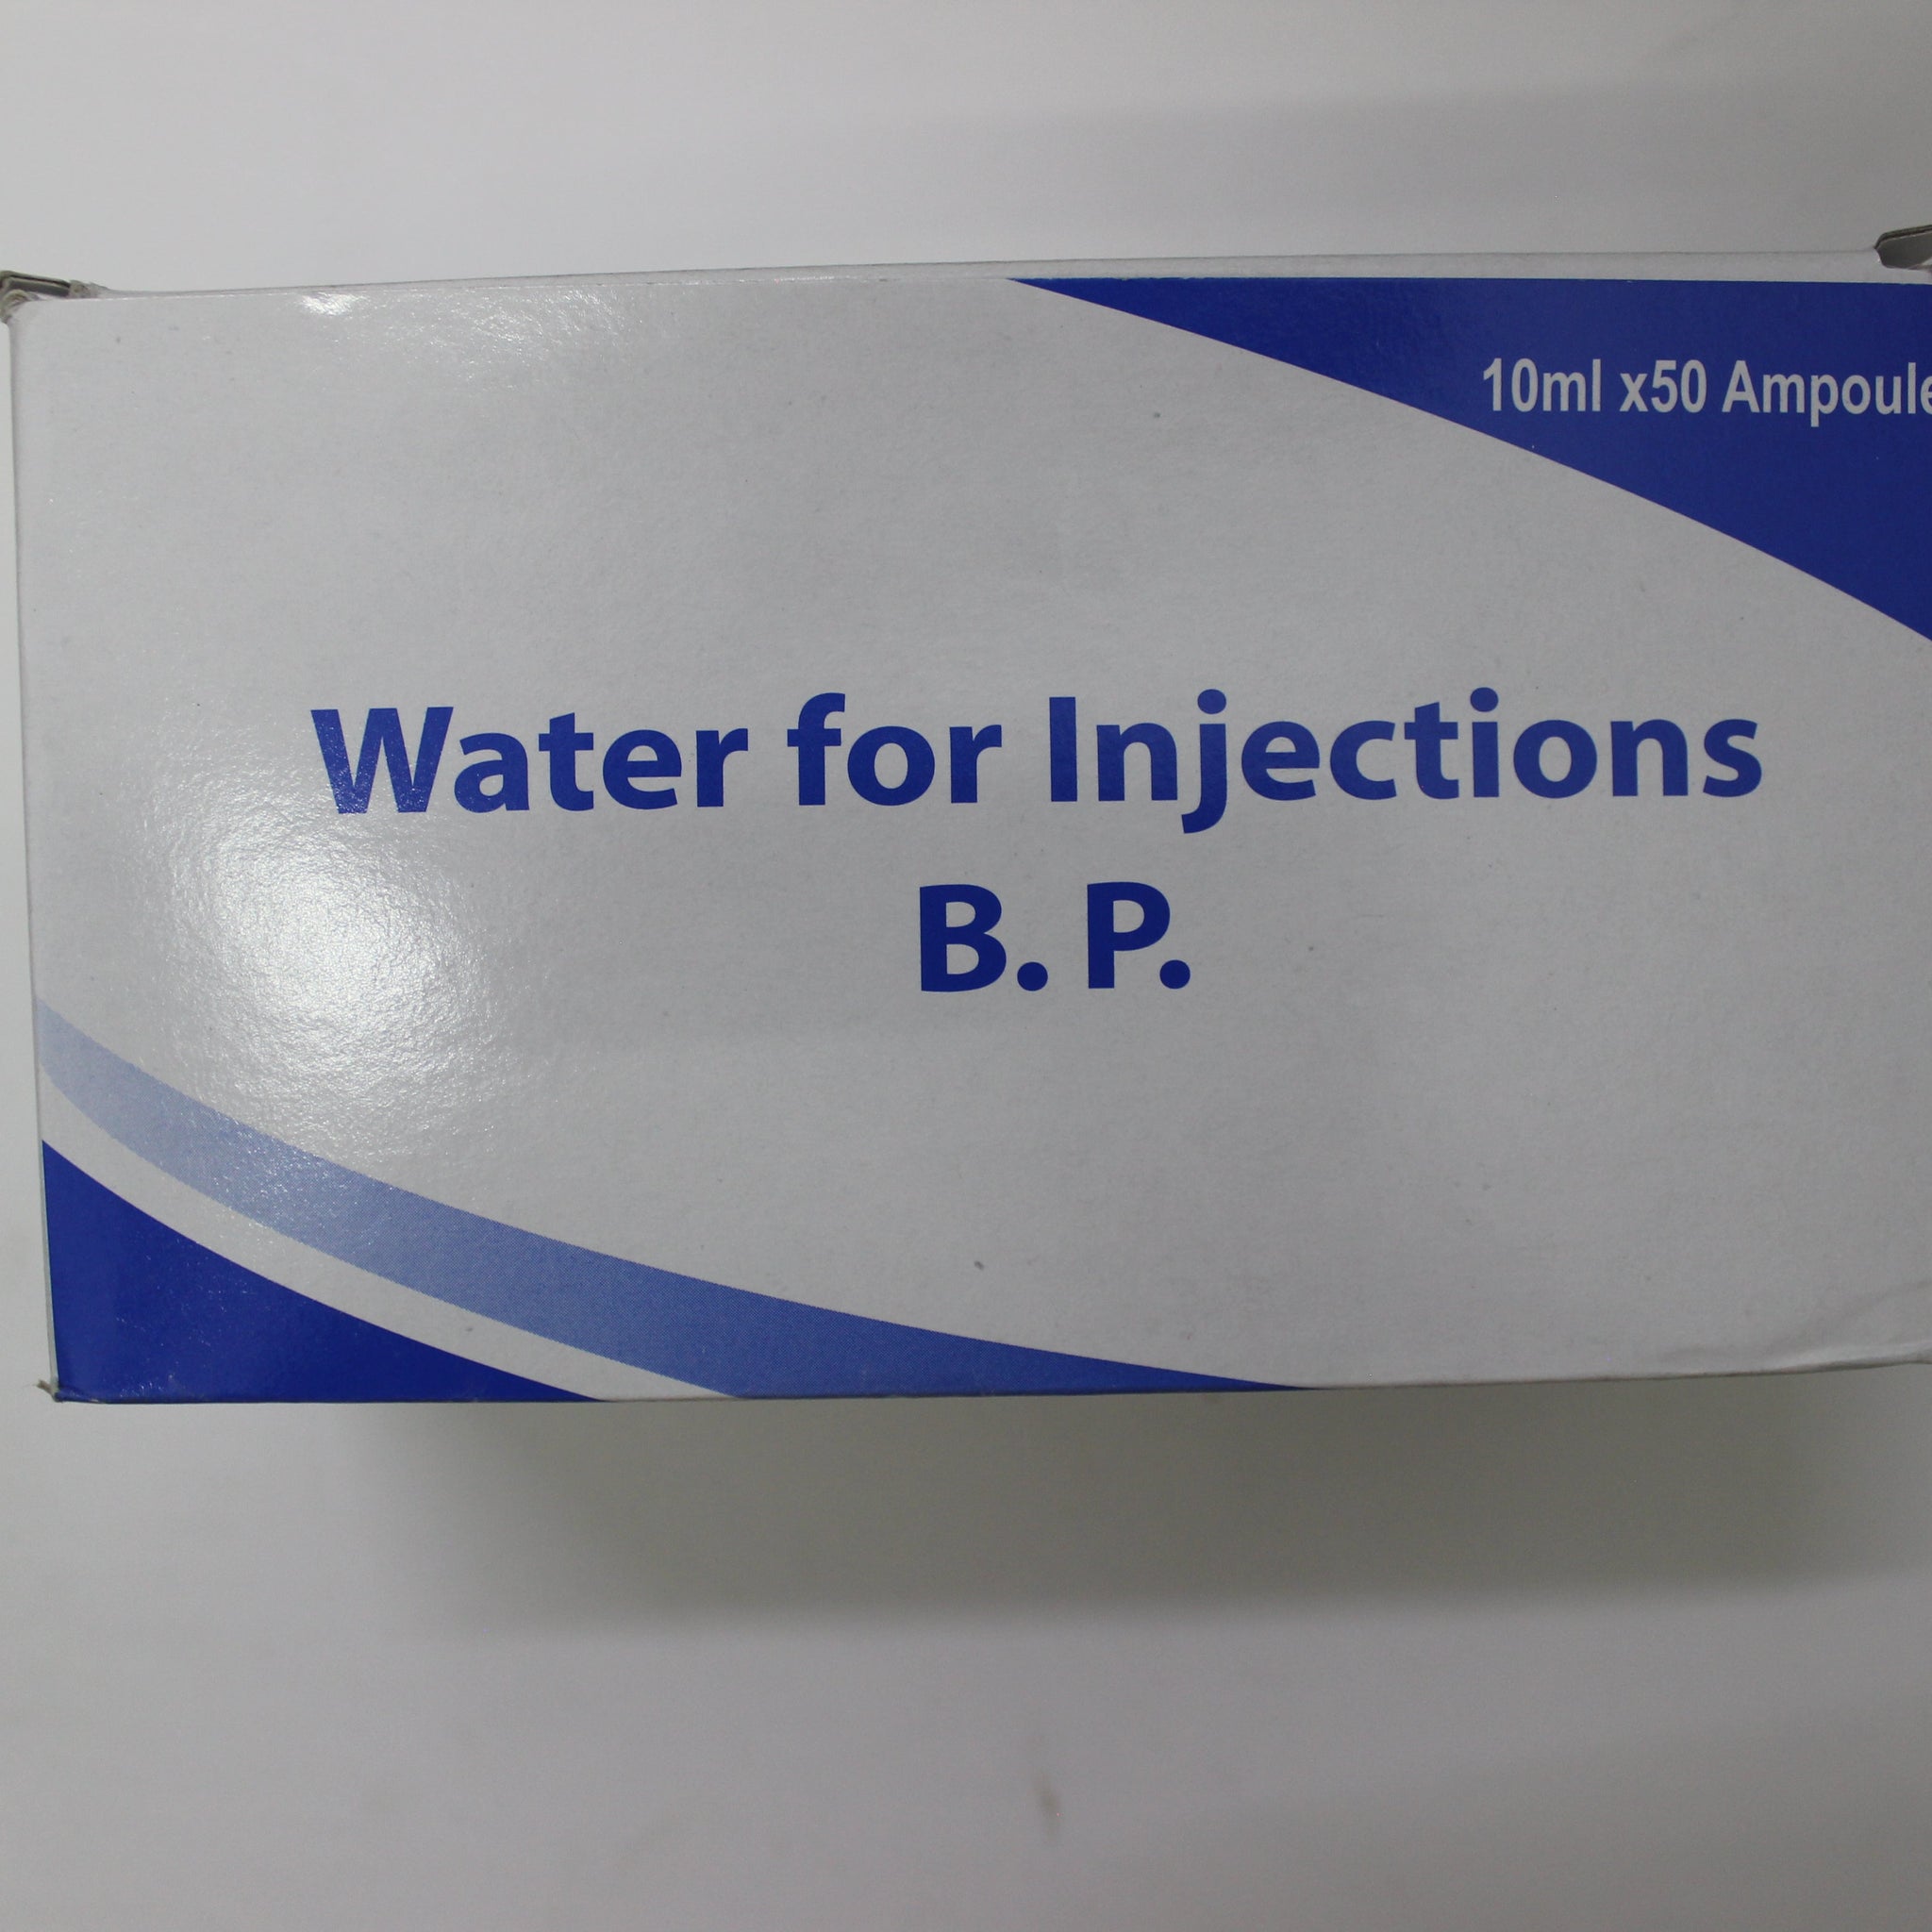 10ml x50 Ampoule
Water for Injections
B. P.